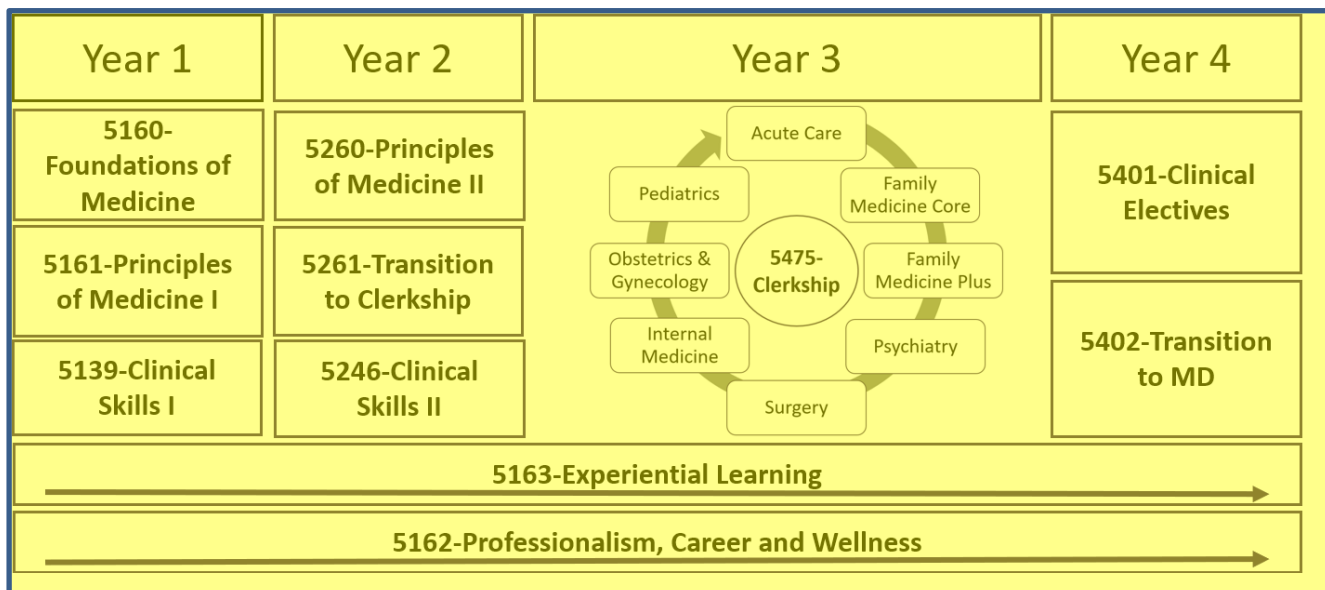 Year 1
Year 2
Year 3
Year 4
5160-
Foundations of
Medicine
5161-Principles
of Medicine I
5139-Clinical
Skills I
5260-Principles
of Medicine II
5261-Transition
to Clerkship
5246-Clinical
Skills II
Acute Care
Family
Medicine Core
Family
Medicine Plus
Psychiatry
Surgery
Internal
Medicine
Obstetrics &
Gynecology
Pediatrics
5475-
Clerkship
5401-Clinical
Electives
5402-Transition
to MD
5163-Experiential Learning
5162-Professionalism, Career and Wellness